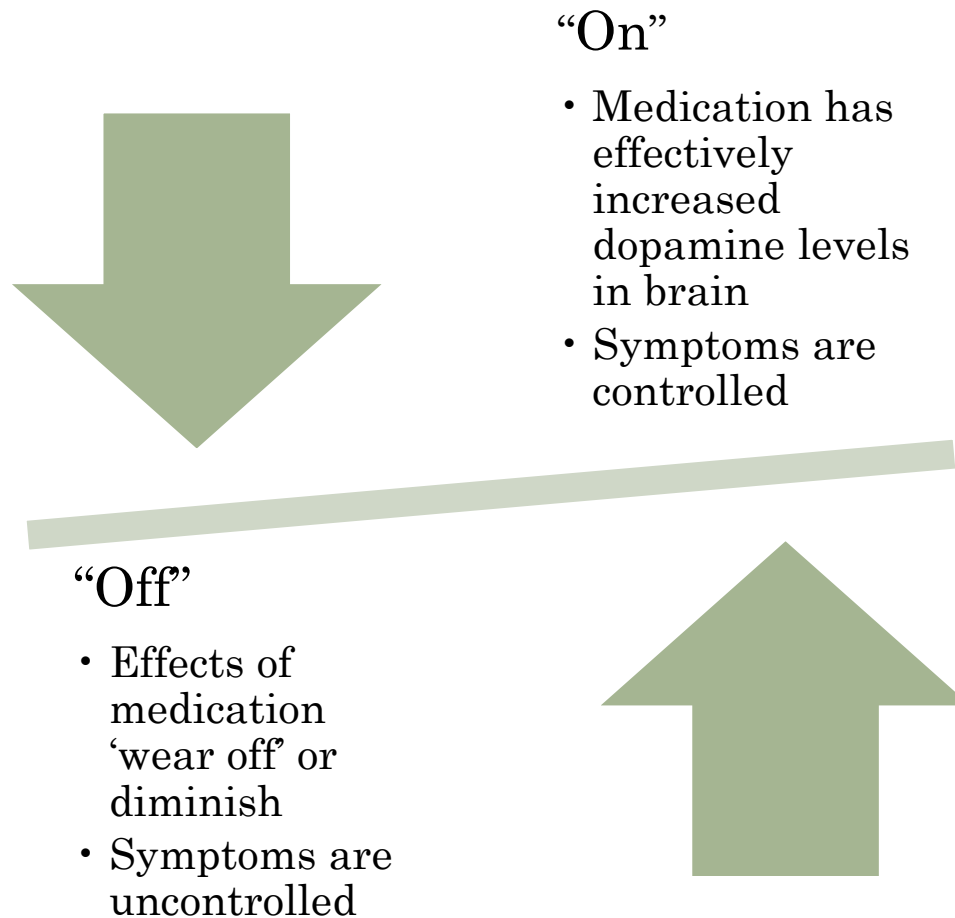 “On”
• Medication has
effectively
increased
dopamine levels
in brain
• Symptoms are
controlled
“Off”
• Effects of
medication
‘wear off’ or
diminish
• Symptoms are
uncontrolled